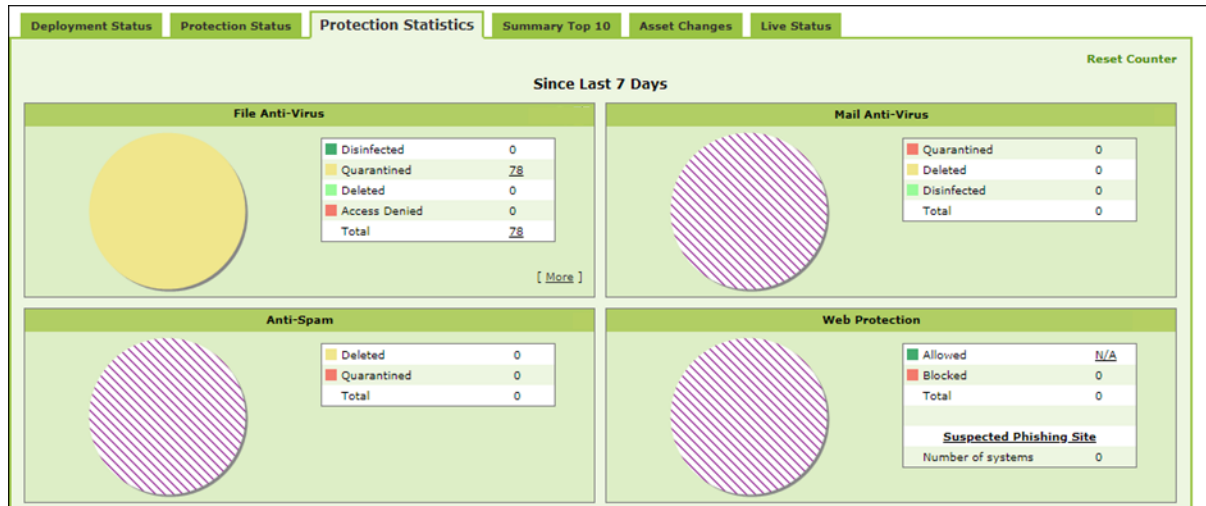 Deployment Status Protection Status Protection Statistics Summary Top 10 Asset Changes Live Status
Reset Counter
Since Last 7 Days
File Anti-Virus
Disinfected 0
Quarantined 78
Deleted 0
Access Denied 0
Total 78
[ More ]
Mail Anti-Virus
Quarantined 0
Deleted 0
Disinfected 0
Total 0
Anti-Spam
Deleted 0
Quarantined 0
Total 0
Web Protection
Allowed N/A
Blocked 0
Total 0
Suspected Phishing Site
Number of systems 0